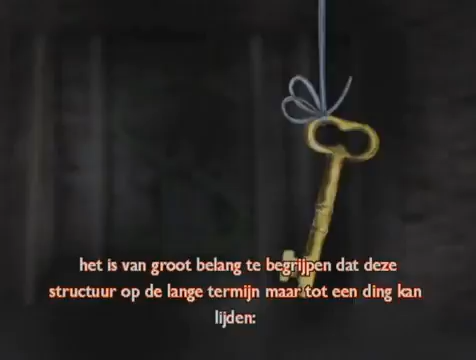 het is van groot belang te begrijpen dat deze
structuur op de lange termijn maar tot een ding kan
lijden: